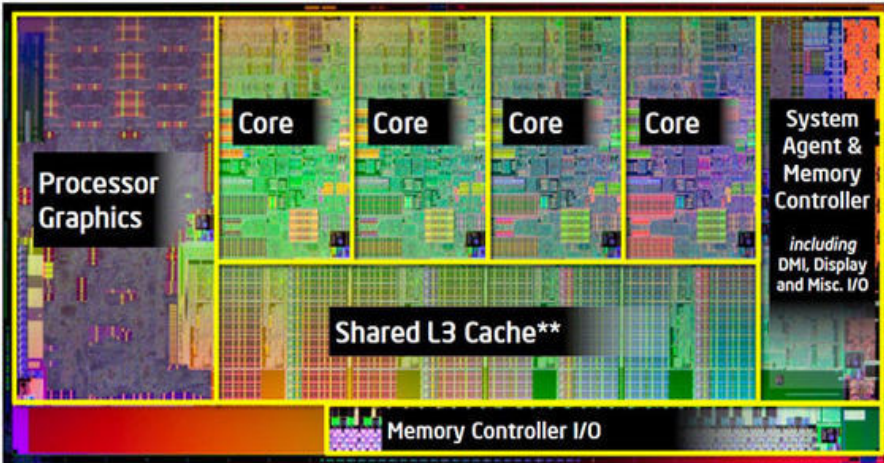 Processor
Graphics
Core
Core
Core
Core
System
Agent &
Memory
Controller
including
DMI, Display
and Misc. I/O
Shared L3 Cache**
Memory Controller I/O